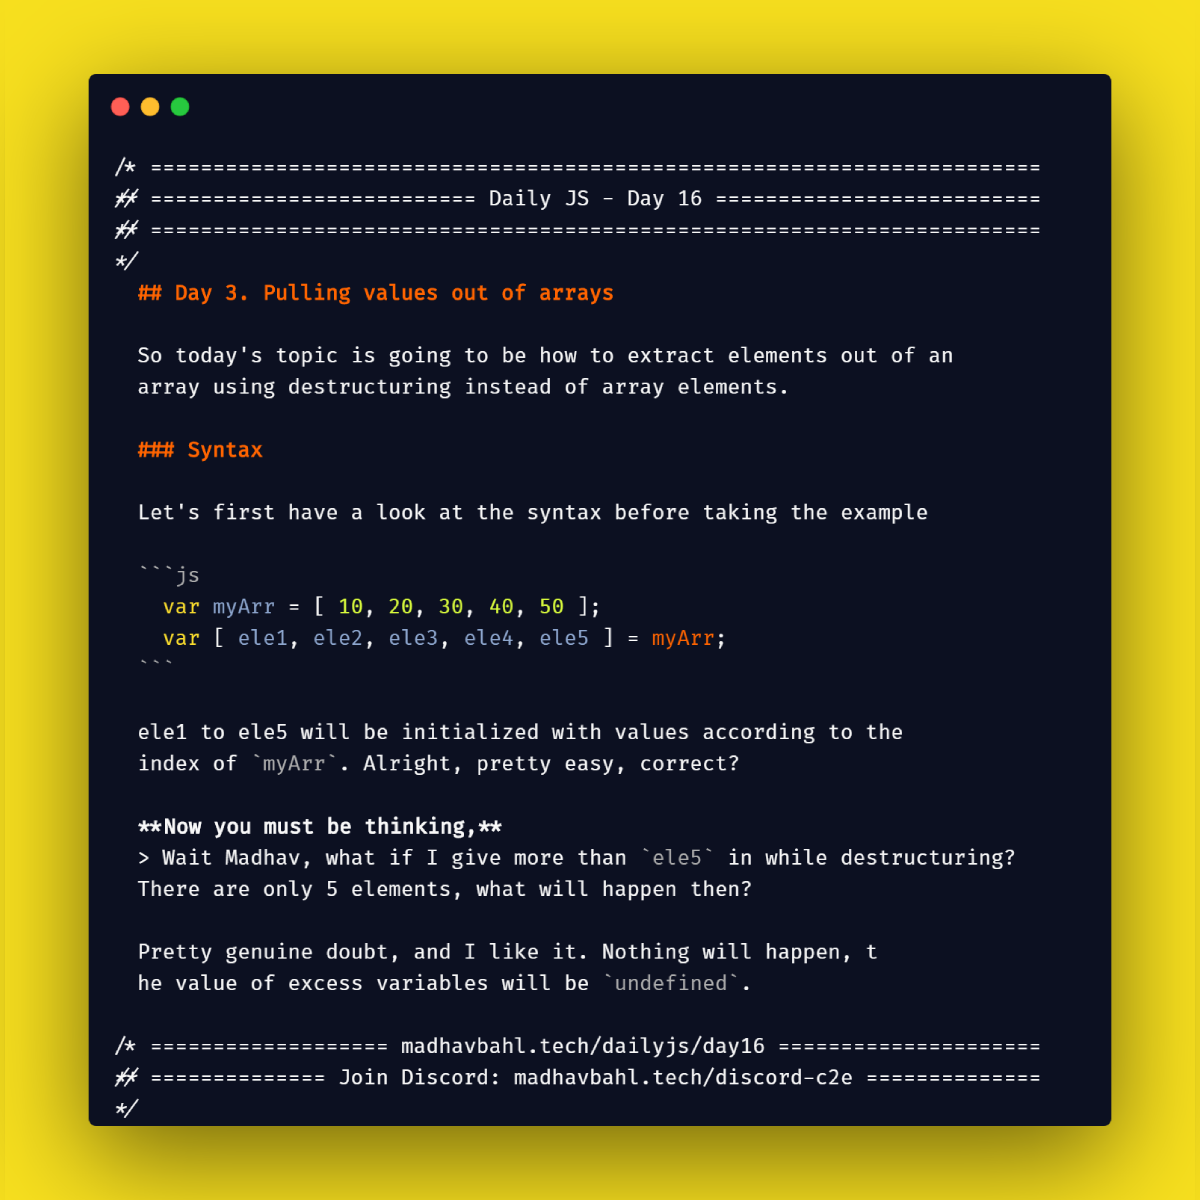 /* =======================================================================
** ========================== Daily JS - Day 16 ==========================
** =======================================================================
*/
## Day 3. Pulling values out of arrays
So today's topic is going to be how to extract elements out of an
array using destructuring instead of array elements.
### Syntax
Let's first have a look at the syntax before taking the example
```js
var myArr = [ 10, 20, 30, 40, 50 ];
var [ ele1, ele2, ele3, ele4, ele5 ] = myArr;
```
ele1 to ele5 will be initialized with values according to the
index of `myArr`. Alright, pretty easy, correct?
**Now you must be thinking,**
> Wait Madhav, what if I give more than `ele5` in while destructuring?
There are only 5 elements, what will happen then?
Pretty genuine doubt, and I like it. Nothing will happen, t
he value of excess variables will be `undefined`.
/* =================== madhavbahl.tech/dailyjs/day16 =====================
** ============== Join Discord: madhavbahl.tech/discord-c2e ==============
*/